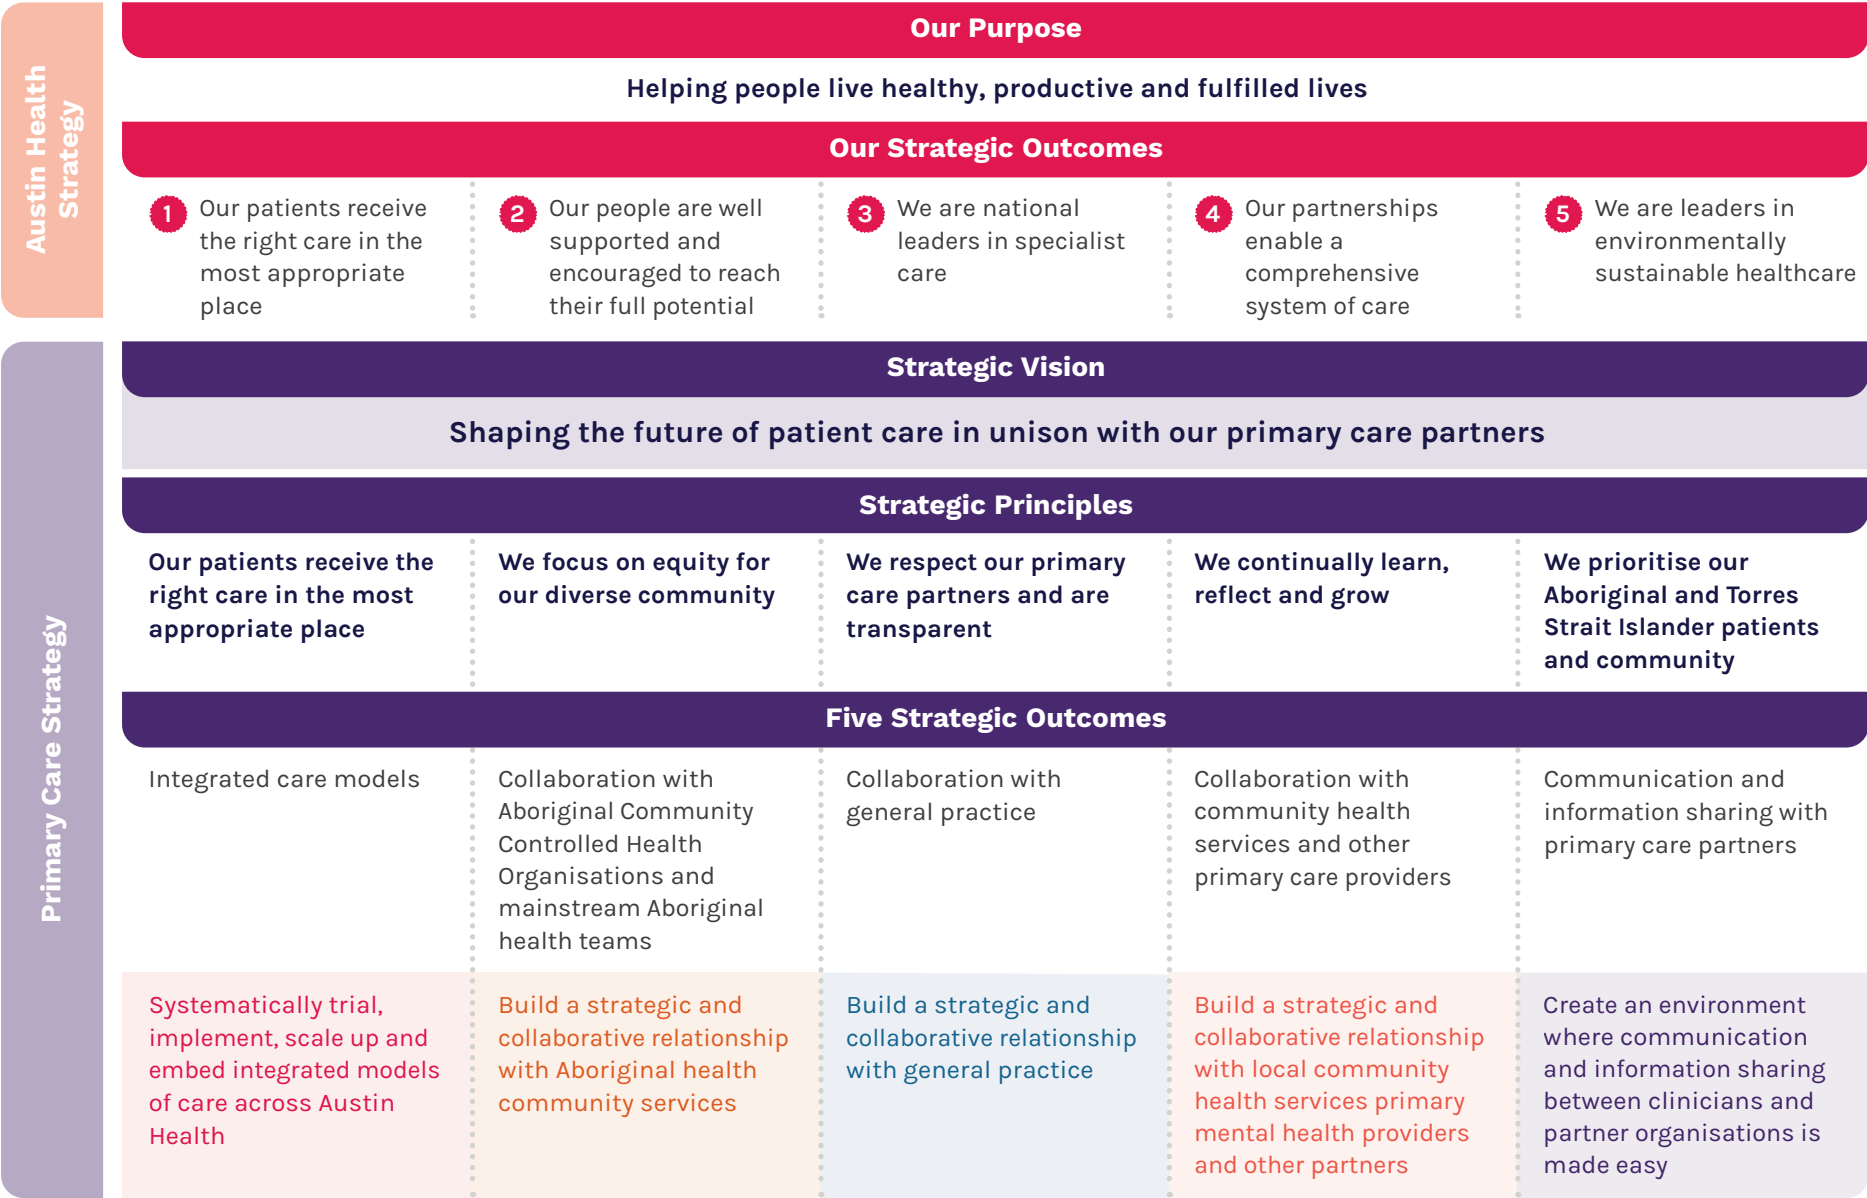 Austin Health
Strategy
Our Purpose
Helping people live healthy, productive and fulfilled lives
Our Strategic Outcomes
1 Our patients receive
the right care in the
most appropriate
place
2 Our people are well
supported and
encouraged to reach
their full potential
3 We are national
leaders in specialist
care
4 Our partnerships
enable a
comprehensive
system of care
5 We are leaders in
environmentally
sustainable healthcare
Primary Care Strategy
Strategic Vision
Shaping the future of patient care in unison with our primary care partners
Strategic Principles
Our patients receive the
right care in the most
appropriate place
We focus on equity for
our diverse community
We respect our primary
care partners and are
transparent
We continually learn,
reflect and grow
We prioritise our
Aboriginal and Torres
Strait Islander patients
and community
Five Strategic Outcomes
Integrated care models
Collaboration with
Aboriginal Community
Controlled Health
Organisations and
mainstream Aboriginal
health teams
Collaboration with
general practice
Collaboration with
community health
services and other
primary care providers
Communication and
information sharing with
primary care partners
Systematically trial,
implement, scale up and
embed integrated models
of care across Austin
Health
Build a strategic and
collaborative relationship
with Aboriginal health
community services
Build a strategic and
collaborative relationship
with general practice
Build a strategic and
collaborative relationship
with local community
health services primary
mental health providers
and other partners
Create an environment
where communication
and information sharing
between clinicians and
partner organisations is
made easy